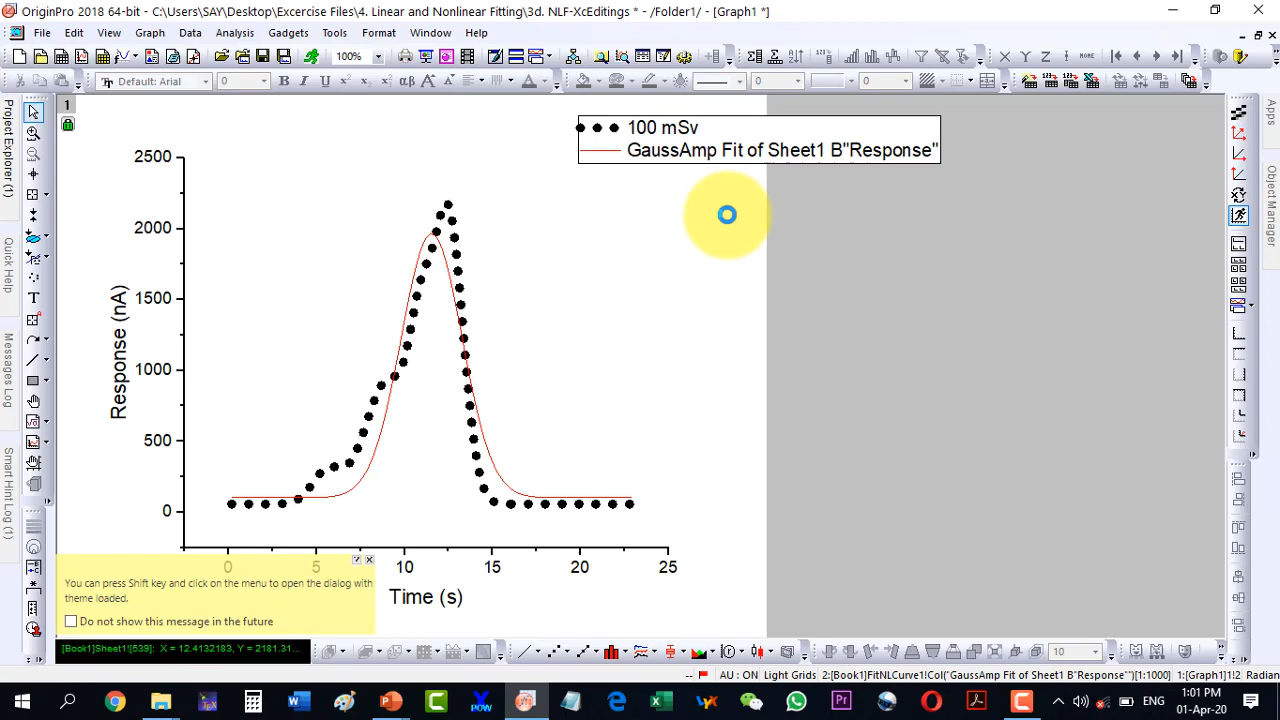 OriginPro 2018 64-bit - C:\Users\SAY\Desktop\Excercise Files\4. Linear and Nonlinear Fitting\3d. NLF-XcEditings * - /Folder1/ - [Graph1 *]
File Edit View Graph Data Analysis Gadgets Tools Format Window Help
100%
Default: Arial 0 B I U αβ A A A 0 0
Project Explorer (1)
Quick Help
Messages Log
Smart Hint Log (1)
Apps
Object Manager
1
100 mSv
GaussAmp Fit of Sheet1 B"Response"
2500
2000
1500
1000
500
0
Response (nA)
0 5 10 15 20 25
Time (s)
You can press Shift key and click on the menu to open the dialog with
theme loaded.
Do not show this message in the future
[Book1]Sheet1![539]: X = 12.4132183, Y = 2181.31...
10
-- AU : ON Light Grids 2:[Book1]FitNLCurve1!Col("GaussAmp Fit of Sheet1 B"Response")[1:1000] 1:[Graph1]1!2 Radian
ENG
1:01 PM
01-Apr-20